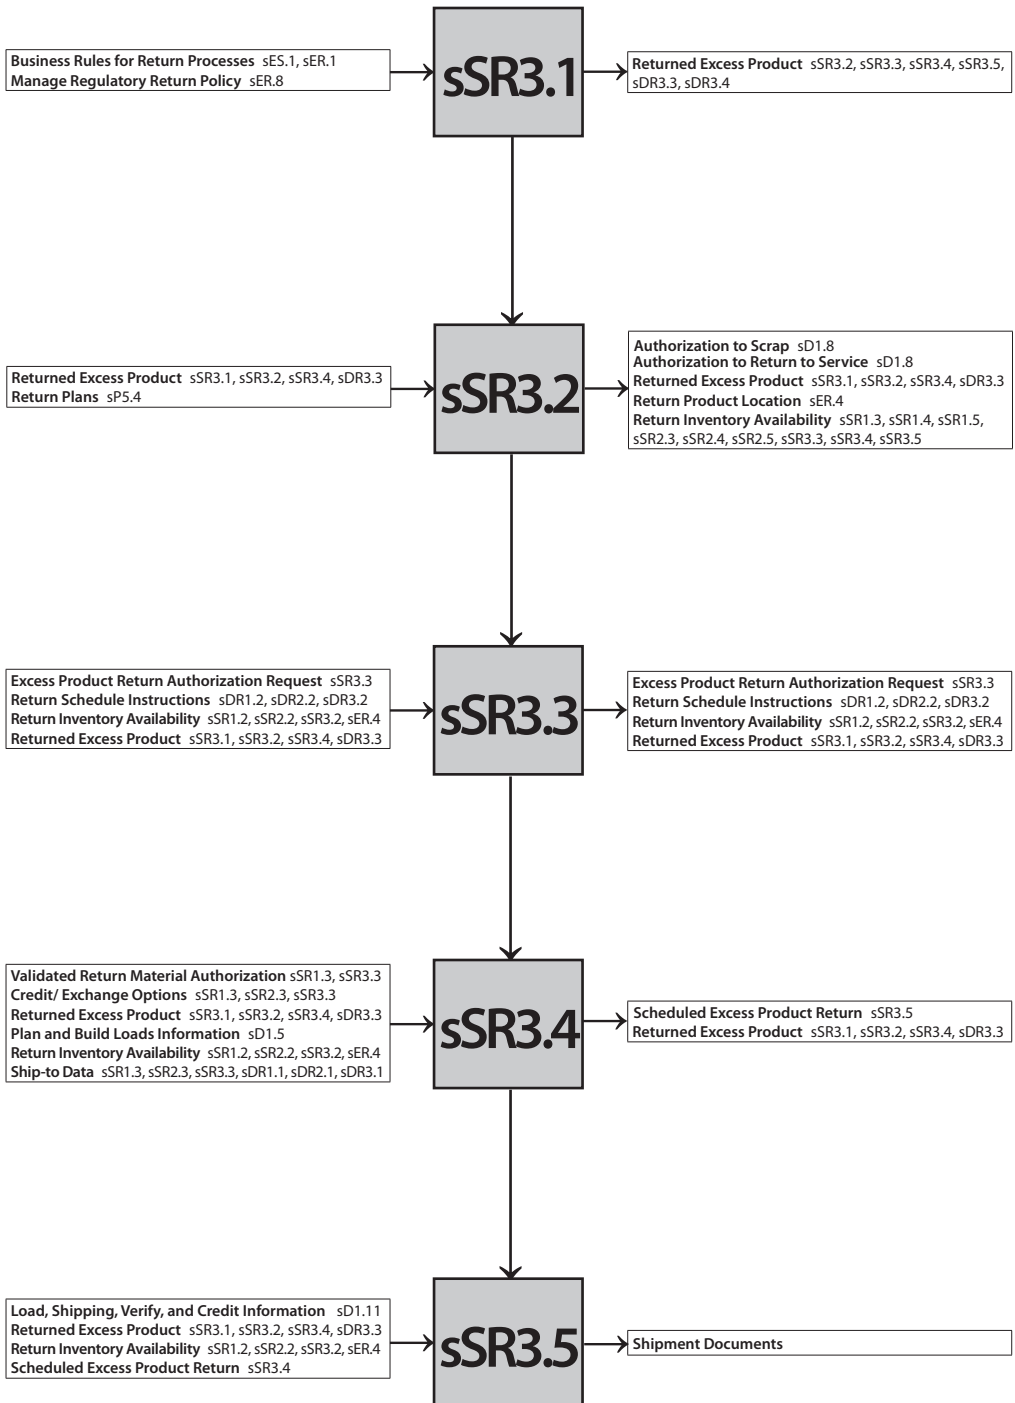 Business Rules for Return Processes sES.1, sER.1
Manage Regulatory Return Policy sER.8
sSR3.1
Returned Excess Product sSR3.2, sSR3.3, sSR3.4, sSR3.5,
sDR3.3, sDR3.4
Returned Excess Product sSR3.1, sSR3.2, sSR3.4, sDR3.3
Return Plans sP5.4
sSR3.2
Authorization to Scrap sD1.8
Authorization to Return to Service sD1.8
Returned Excess Product sSR3.1, sSR3.2, sSR3.4, sDR3.3
Return Product Location sER.4
Return Inventory Availability sSR1.3, sSR1.4, sSR1.5,
sSR2.3, sSR2.4, sSR2.5, sSR3.3, sSR3.4, sSR3.5
Excess Product Return Authorization Request sSR3.3
Return Schedule Instructions sDR1.2, sDR2.2, sDR3.2
Return Inventory Availability sSR1.2, sSR2.2, sSR3.2, sER.4
Returned Excess Product sSR3.1, sSR3.2, sSR3.4, sDR3.3
sSR3.3
Excess Product Return Authorization Request sSR3.3
Return Schedule Instructions sDR1.2, sDR2.2, sDR3.2
Return Inventory Availability sSR1.2, sSR2.2, sSR3.2, sER.4
Returned Excess Product sSR3.1, sSR3.2, sSR3.4, sDR3.3
Validated Return Material Authorization sSR1.3, sSR3.3
Credit/ Exchange Options sSR1.3, sSR2.3, sSR3.3
Returned Excess Product sSR3.1, sSR3.2, sSR3.4, sDR3.3
Plan and Build Loads Information sD1.5
Return Inventory Availability sSR1.2, sSR2.2, sSR3.2, sER.4
Ship-to Data sSR1.3, sSR2.3, sSR3.3, sDR1.1, sDR2.1, sDR3.1
sSR3.4
Scheduled Excess Product Return sSR3.5
Returned Excess Product sSR3.1, sSR3.2, sSR3.4, sDR3.3
Load, Shipping, Verify, and Credit Information sD1.11
Returned Excess Product sSR3.1, sSR3.2, sSR3.4, sDR3.3
Return Inventory Availability sSR1.2, sSR2.2, sSR3.2, sER.4
Scheduled Excess Product Return sSR3.4
sSR3.5
Shipment Documents